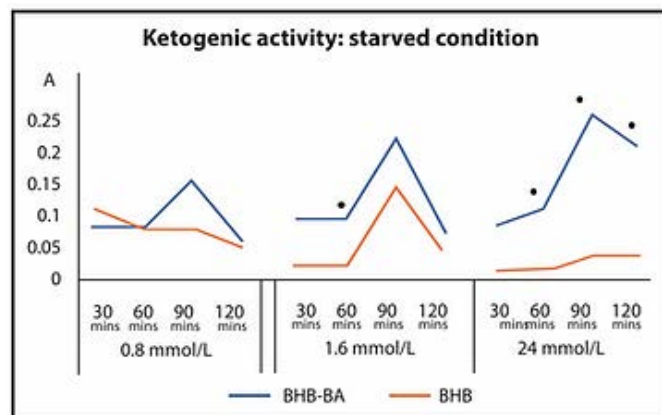 Ketogenic activity: starved condition
A
0.25
0.2
0.15
0.1
0.05
0
30 60 90 120 30 60 90 120 30 60 90 120
mins mins mins mins mins mins mins mins mins mins mins mins
0.8 mmol/L 1.6 mmol/L 24 mmol/L
BHB-BA BHB